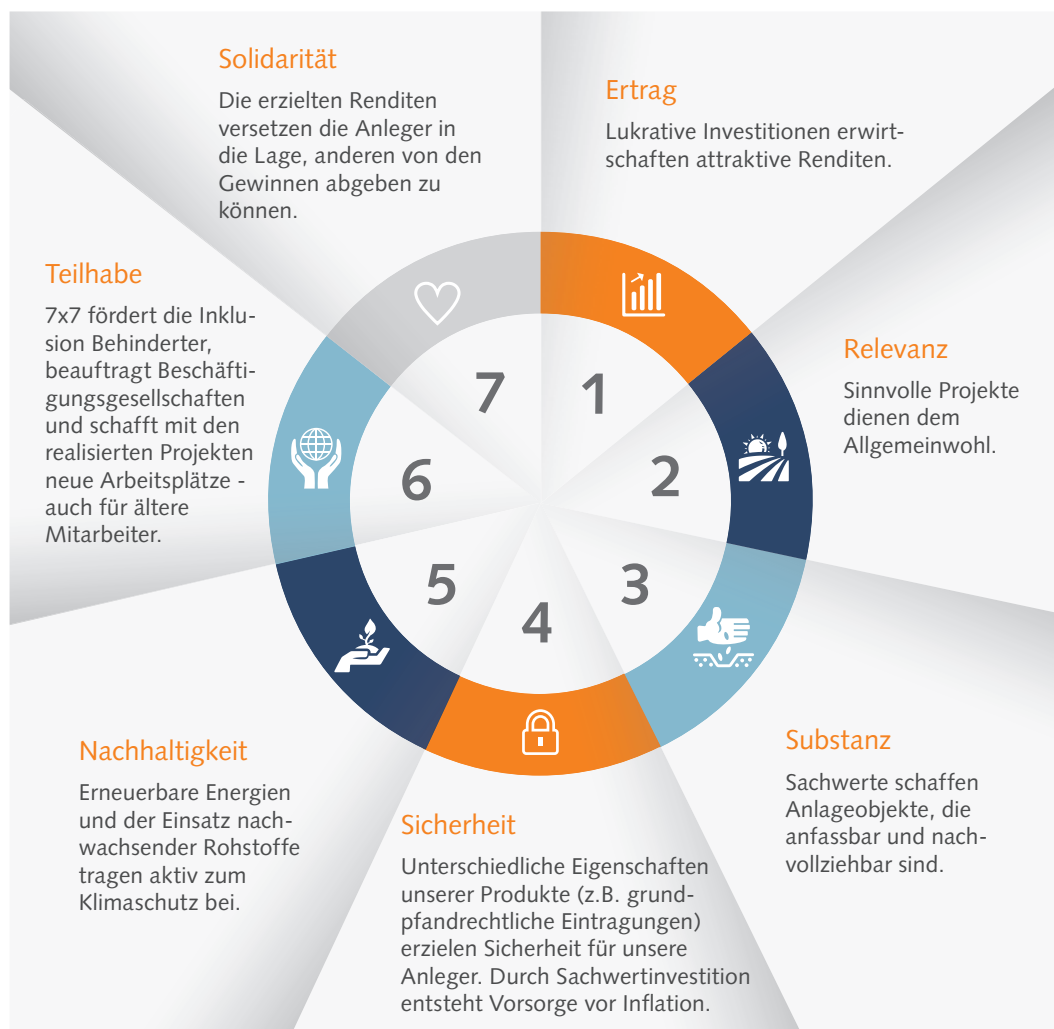 Solidarität
Die erzielten Renditen
versetzen die Anleger in
die Lage, anderen von den
Gewinnen abgeben zu
können.
Ertrag
Lukrative Investitionen erwirt-
schaften attraktive Renditen.
Teilhabe
7x7 fördert die Inklu-
sion Behinderter,
beauftragt Beschäfti-
gungsgesellschaften
und schafft mit den
realisierten Projekten
neue Arbeitsplätze -
auch für ältere
Mitarbeiter.
Relevanz
Sinnvolle Projekte
dienen dem
Allgemeinwohl.
7
1
6
2
5
3
4
Nachhaltigkeit
Erneuerbare Energien
und der Einsatz nach-
wachsender Rohstoffe
tragen aktiv zum
Klimaschutz bei.
Sicherheit
Unterschiedliche Eigenschaften
unserer Produkte (z.B. grund-
pfandrechtliche Eintragungen)
erzielen Sicherheit für unsere
Anleger. Durch Sachwertinvestition
entsteht Vorsorge vor Inflation.
Substanz
Sachwerte schaffen
Anlageobjekte, die
anfassbar und nach-
vollziehbar sind.